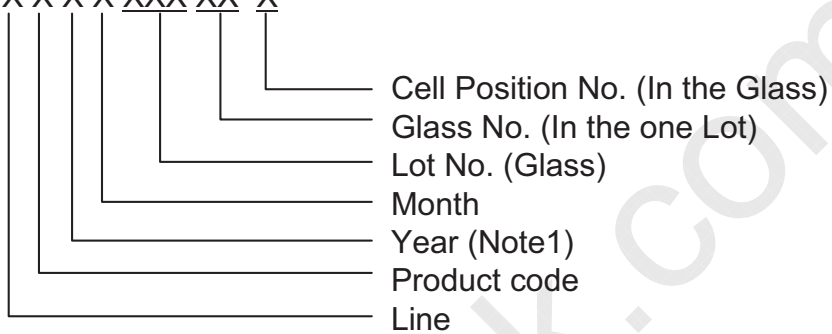 X X X X XXX XX X
Cell Position No. (In the Glass)
Glass No. (In the one Lot)
Lot No. (Glass)
Month
Year (Note1)
Product code
Line